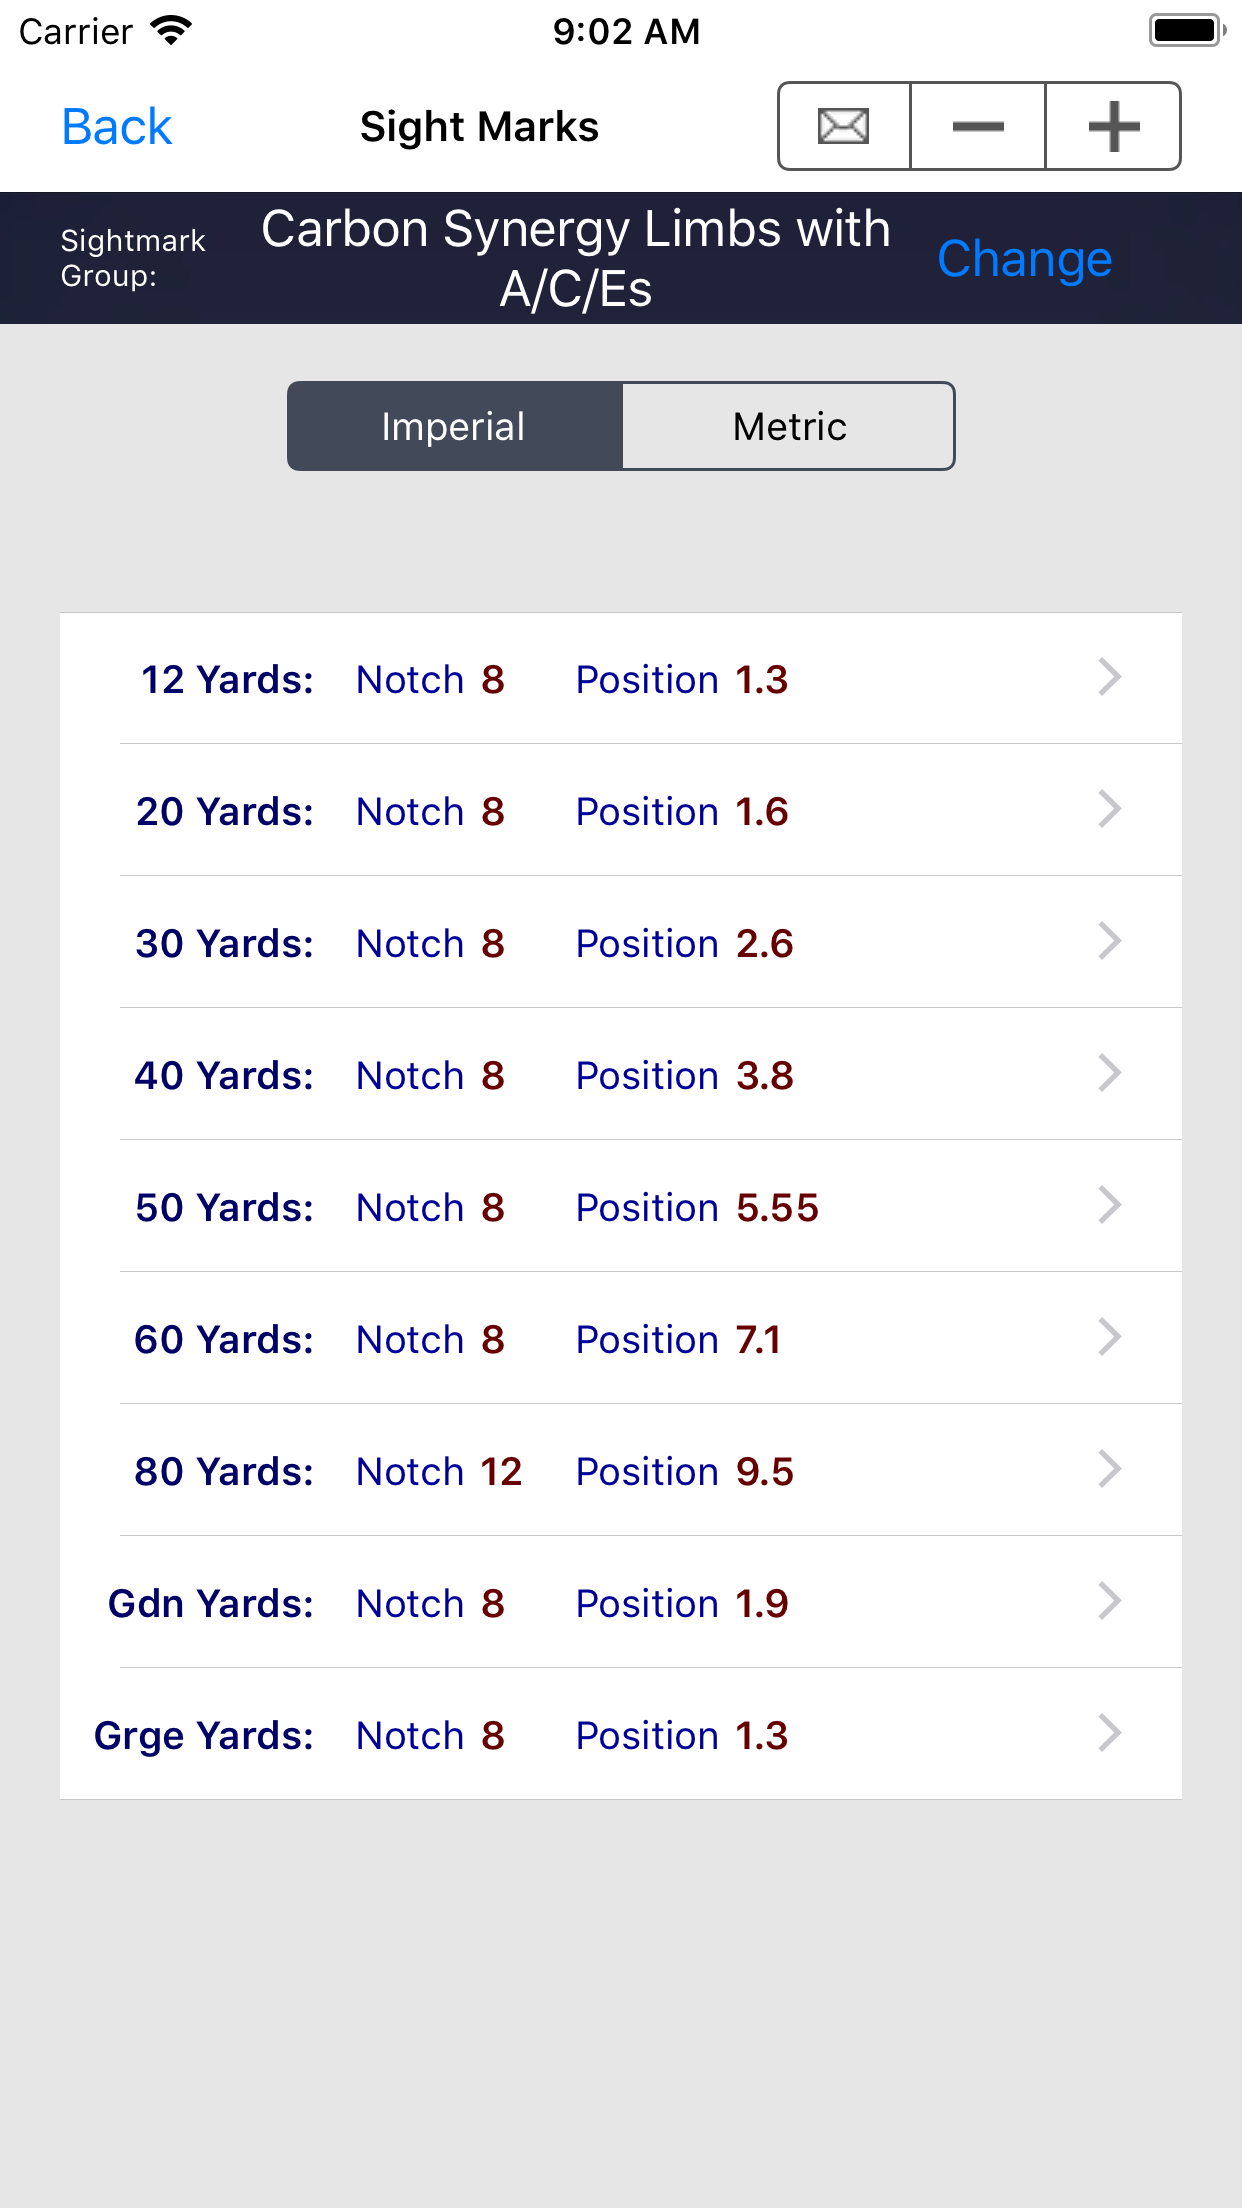 Carrier 9:02 AM
Back Sight Marks
Sightmark
Group:
Carbon Synergy Limbs with
A/C/Es
Change
Imperial Metric
12 Yards: Notch 8 Position 1.3
20 Yards: Notch 8 Position 1.6
30 Yards: Notch 8 Position 2.6
40 Yards: Notch 8 Position 3.8
50 Yards: Notch 8 Position 5.55
60 Yards: Notch 8 Position 7.1
80 Yards: Notch 12 Position 9.5
Gdn Yards: Notch 8 Position 1.9
Grge Yards: Notch 8 Position 1.3